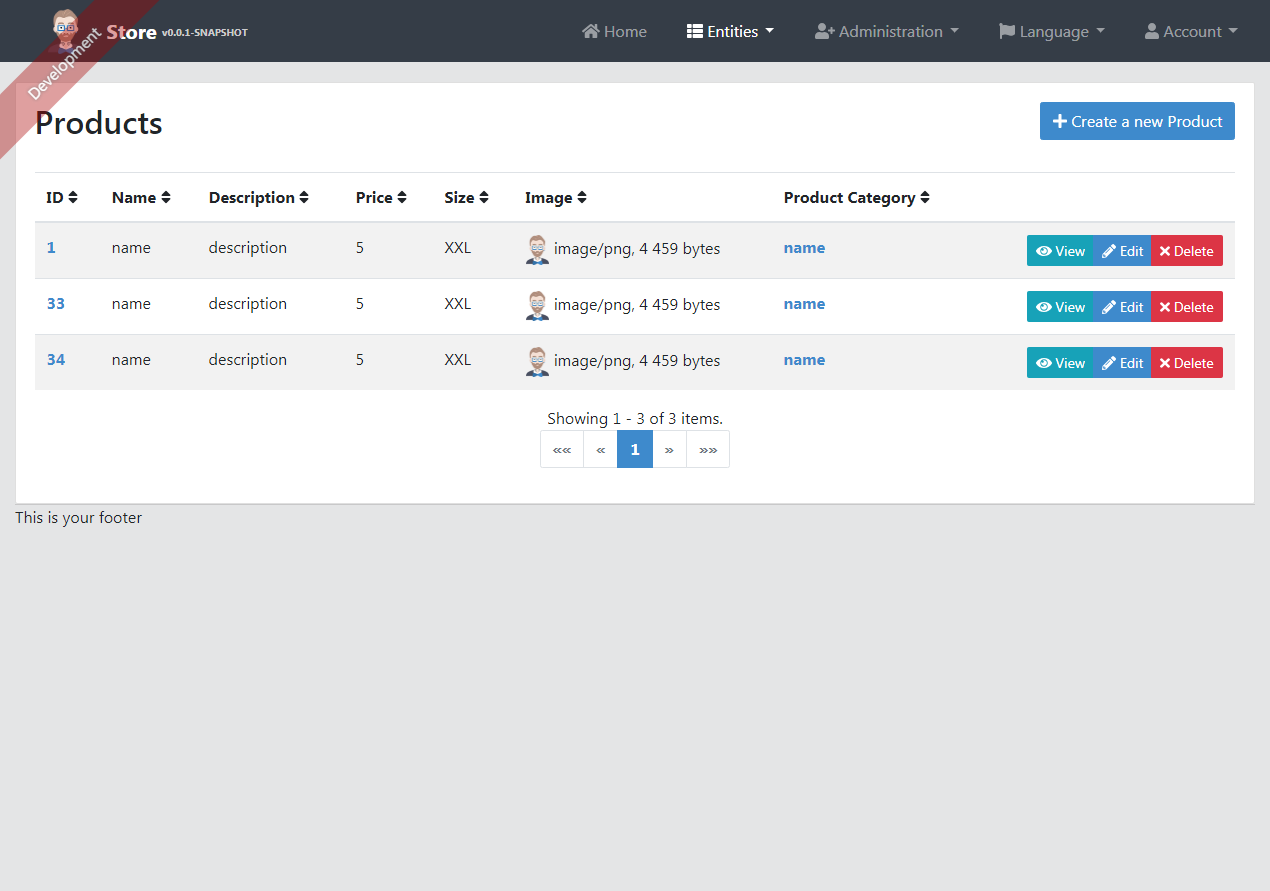 Store v0.0.1-SNAPSHOT Home Entities Administration Language Account
Development
Products Create a new Product
ID Name Description Price Size Image Product Category
1 name description 5 XXL image/png, 4 459 bytes name View Edit Delete
33 name description 5 XXL image/png, 4 459 bytes name View Edit Delete
34 name description 5 XXL image/png, 4 459 bytes name View Edit Delete
Showing 1 - 3 of 3 items.
«« « 1 » »»
This is your footer